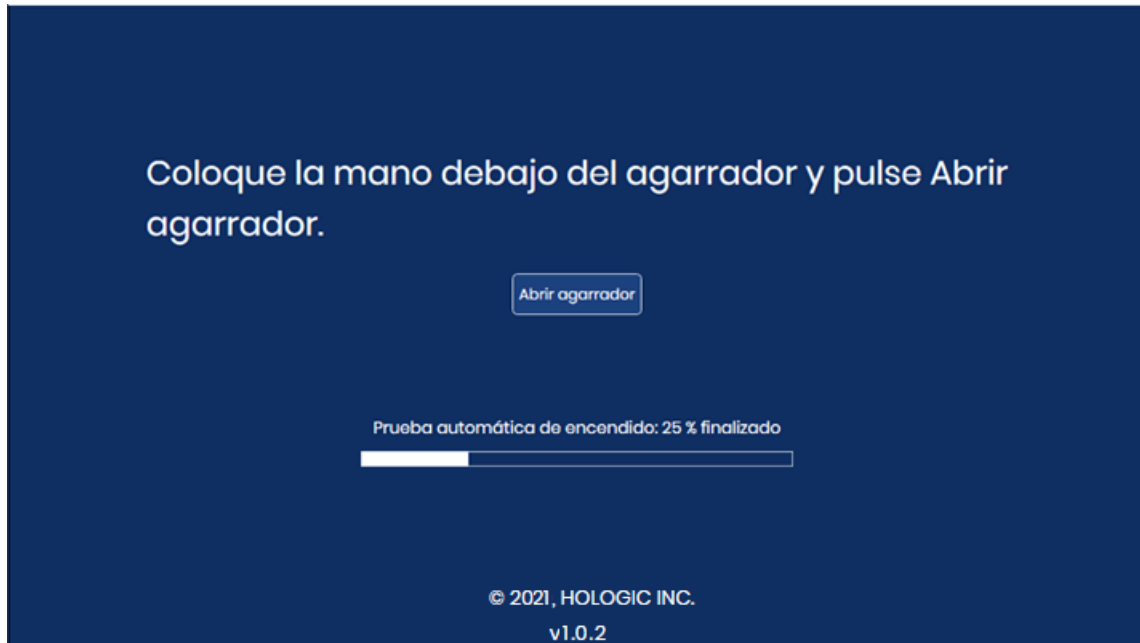 Coloque la mano debajo del agarrador y pulse Abrir
agarrador.
Abrir agarrador
Prueba automática de encendido: 25 % finalizado
© 2021, HOLOGIC INC.
v1.0.2